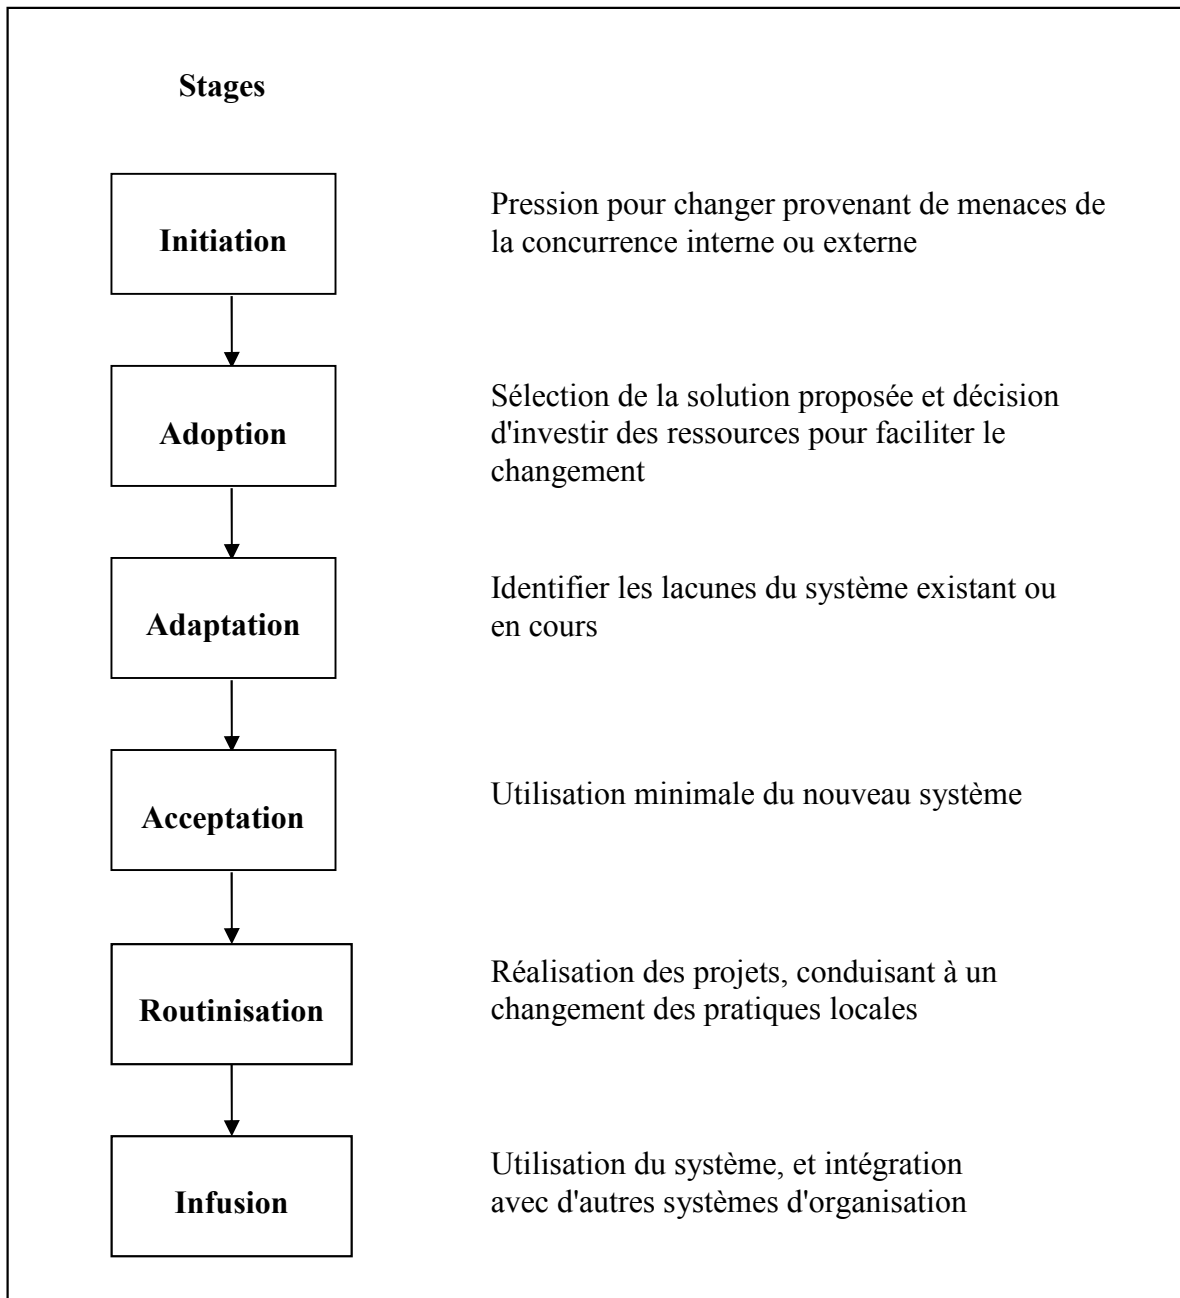 Stages
Initiation
Pression pour changer provenant de menaces de
la concurrence interne ou externe
Adoption
Sélection de la solution proposée et décision
d'investir des ressources pour faciliter le
changement
Adaptation
Identifier les lacunes du système existant ou
en cours
Acceptation
Utilisation minimale du nouveau système
Routinisation
Réalisation des projets, conduisant à un
changement des pratiques locales
Infusion
Utilisation du système, et intégration
avec d'autres systèmes d'organisation